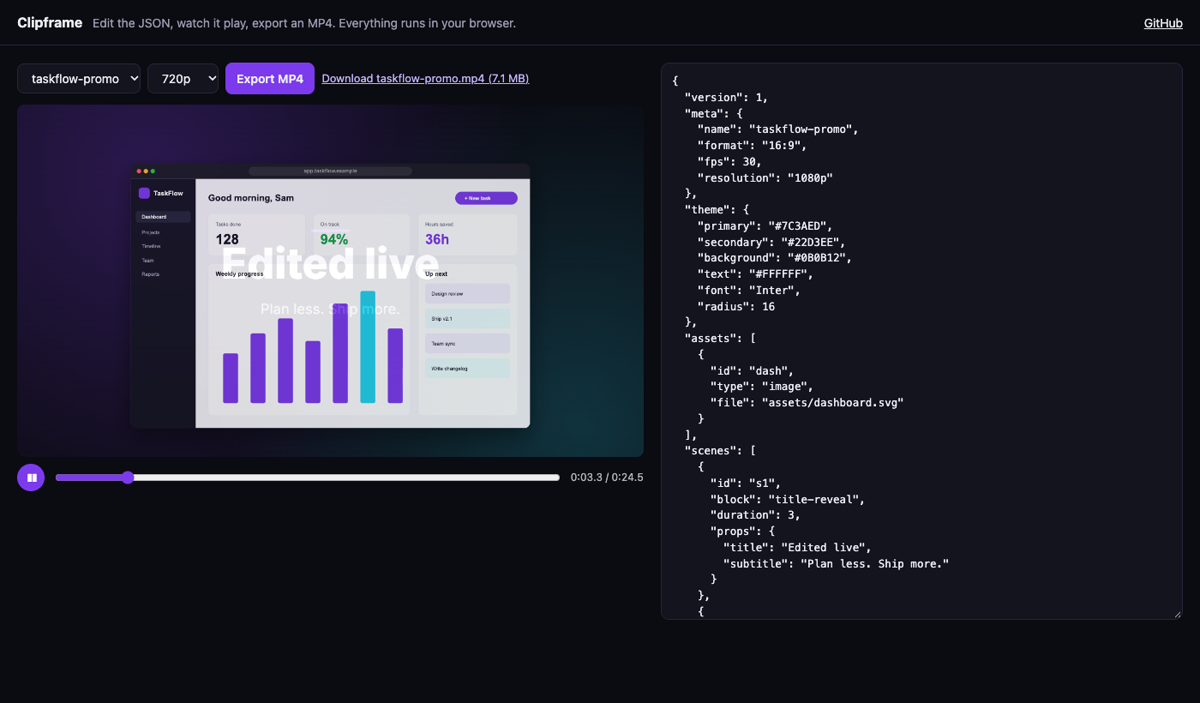 Clipframe Edit the JSON, watch it play, export an MP4. Everything runs in your browser. GitHub
taskflow-promo 720p Export MP4 Download taskflow-promo.mp4 (7.1 MB)
app.taskflow.example
TaskFlow
Dashboard
Projects
Timeline
Team
Reports
Good morning, Sam
+ New task
Tasks done
128
On track
94%
Hours saved
36h
Edited live
Plan less. Ship more.
Weekly progress
Up next
Design review
Ship v2.1
Team sync
Write changelog
0:03.3 / 0:24.5
{
"version": 1,
"meta": {
"name": "taskflow-promo",
"format": "16:9",
"fps": 30,
"resolution": "1080p"
},
"theme": {
"primary": "#7C3AED",
"secondary": "#22D3EE",
"background": "#0B0B12",
"text": "#FFFFFF",
"font": "Inter",
"radius": 16
},
"assets": [
{
"id": "dash",
"type": "image",
"file": "assets/dashboard.svg"
}
],
"scenes": [
{
"id": "s1",
"block": "title-reveal",
"duration": 3,
"props": {
"title": "Edited live",
"subtitle": "Plan less. Ship more."
}
},
{